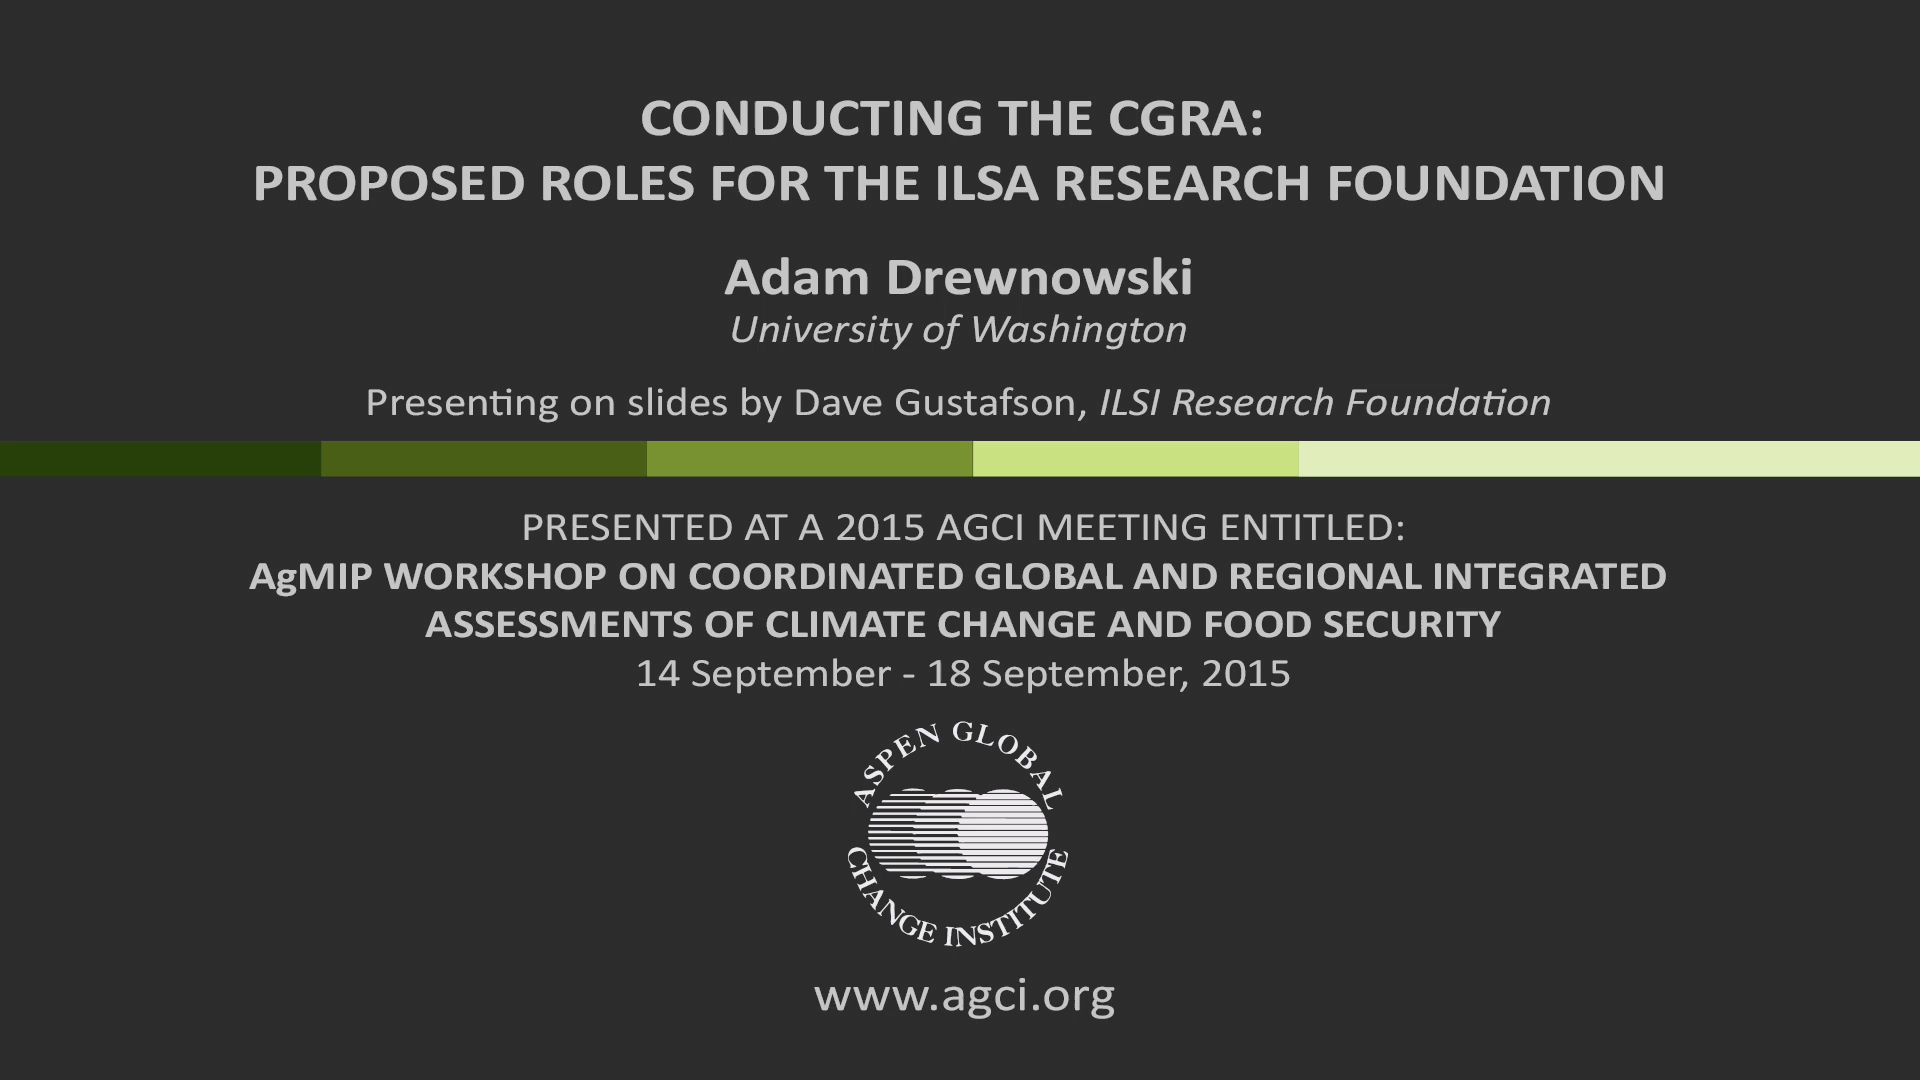 CONDUCTING THE CGRA:
PROPOSED ROLES FOR THE ILSA RESEARCH FOUNDATION
Adam Drewnowski
University of Washington
Presenting on slides by Dave Gustafson, ILSI Research Foundation
PRESENTED AT A 2015 AGCI MEETING ENTITLED:
AgMIP WORKSHOP ON COORDINATED GLOBAL AND REGIONAL INTEGRATED
ASSESSMENTS OF CLIMATE CHANGE AND FOOD SECURITY
14 September - 18 September, 2015
ASPEN GLOBAL
CHANGE INSTITUTE
www.agci.org